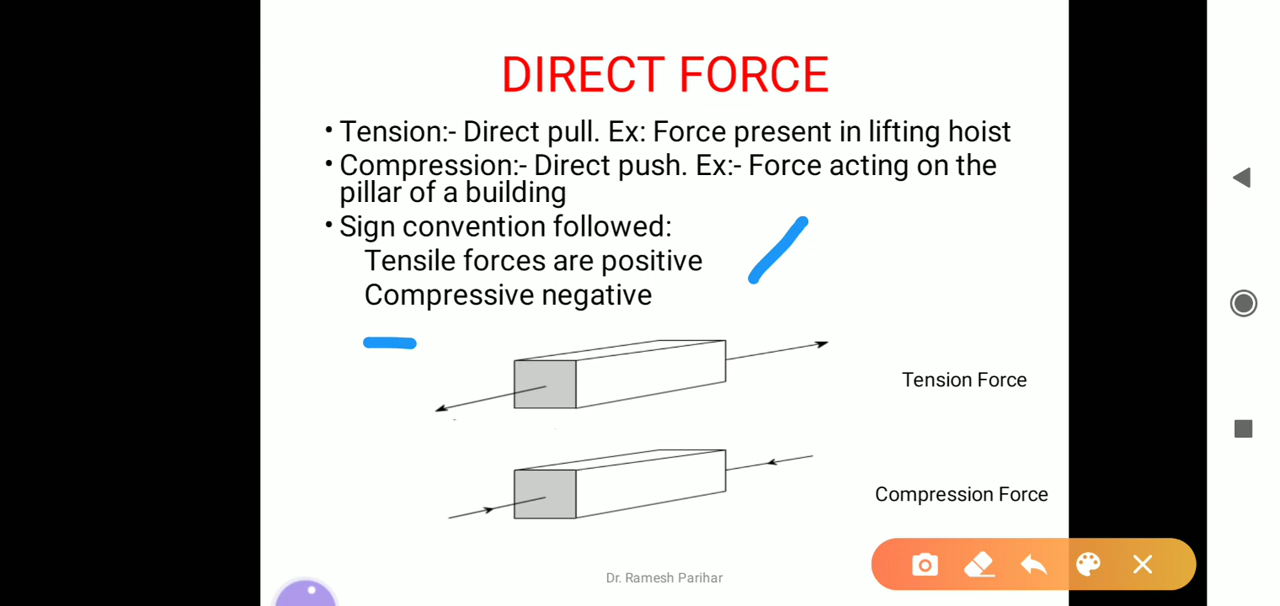 DIRECT FORCE
• Tension:- Direct pull. Ex: Force present in lifting hoist
• Compression:- Direct push. Ex:- Force acting on the
pillar of a building
• Sign convention followed:
Tensile forces are positive
Compressive negative
Tension Force
Compression Force
Dr. Ramesh Parihar